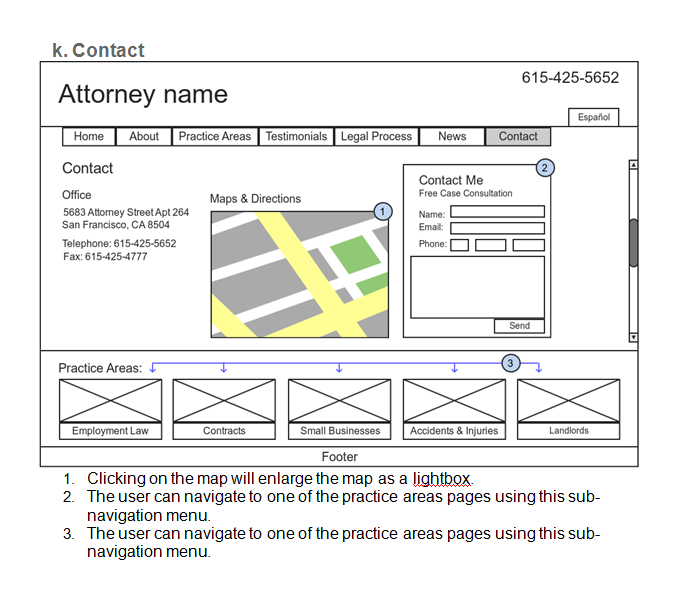 k. Contact
615-425-5652
Attorney name
Español
Home About Practice Areas Testimonials Legal Process News Contact
Contact
Office
5683 Attorney Street Apt 264
San Francisco, CA 8504
Telephone: 615-425-5652
Fax: 615-425-4777
Maps & Directions
1
2
Contact Me
Free Case Consultation
Name:
Email:
Phone:
Send
Practice Areas:
3
Employment Law Contracts Small Businesses Accidents & Injuries Landlords
Footer
1. Clicking on the map will enlarge the map as a lightbox.
2. The user can navigate to one of the practice areas pages using this sub-
navigation menu.
3. The user can navigate to one of the practice areas pages using this sub-
navigation menu.